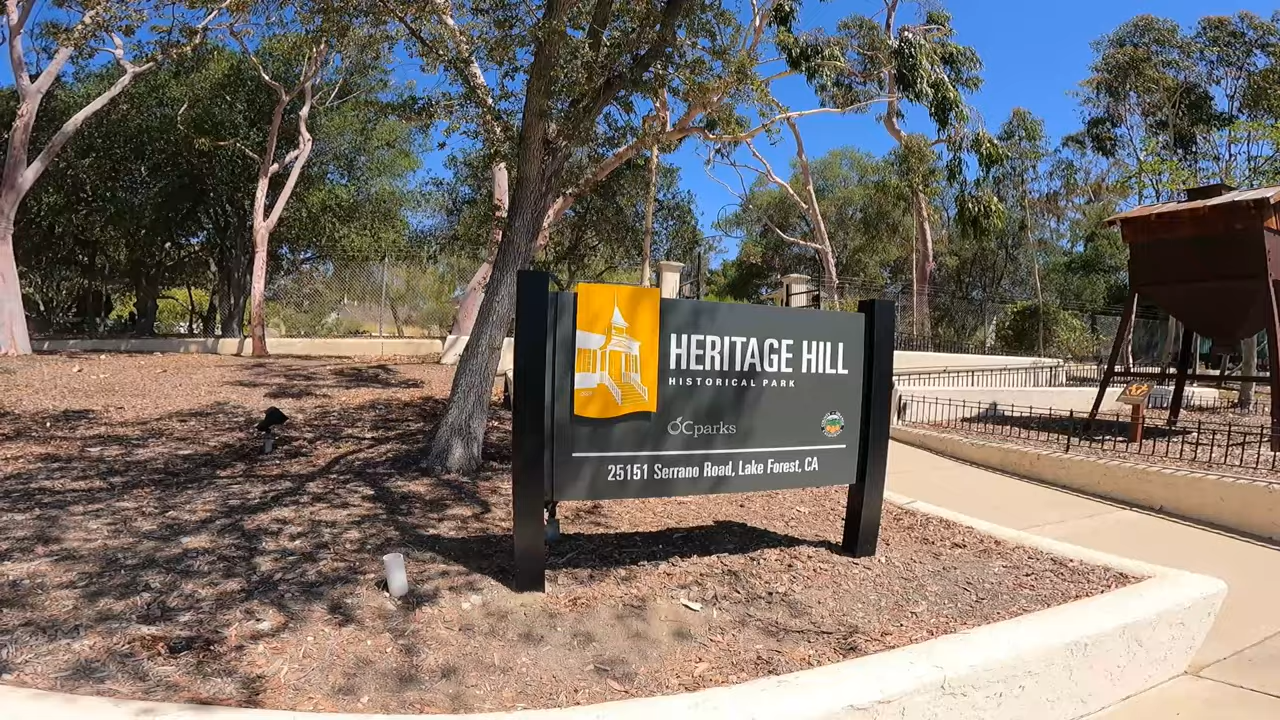 HERITAGE HILL
HISTORICAL PARK
OCparks
25151 Serrano Road, Lake Forest, CA